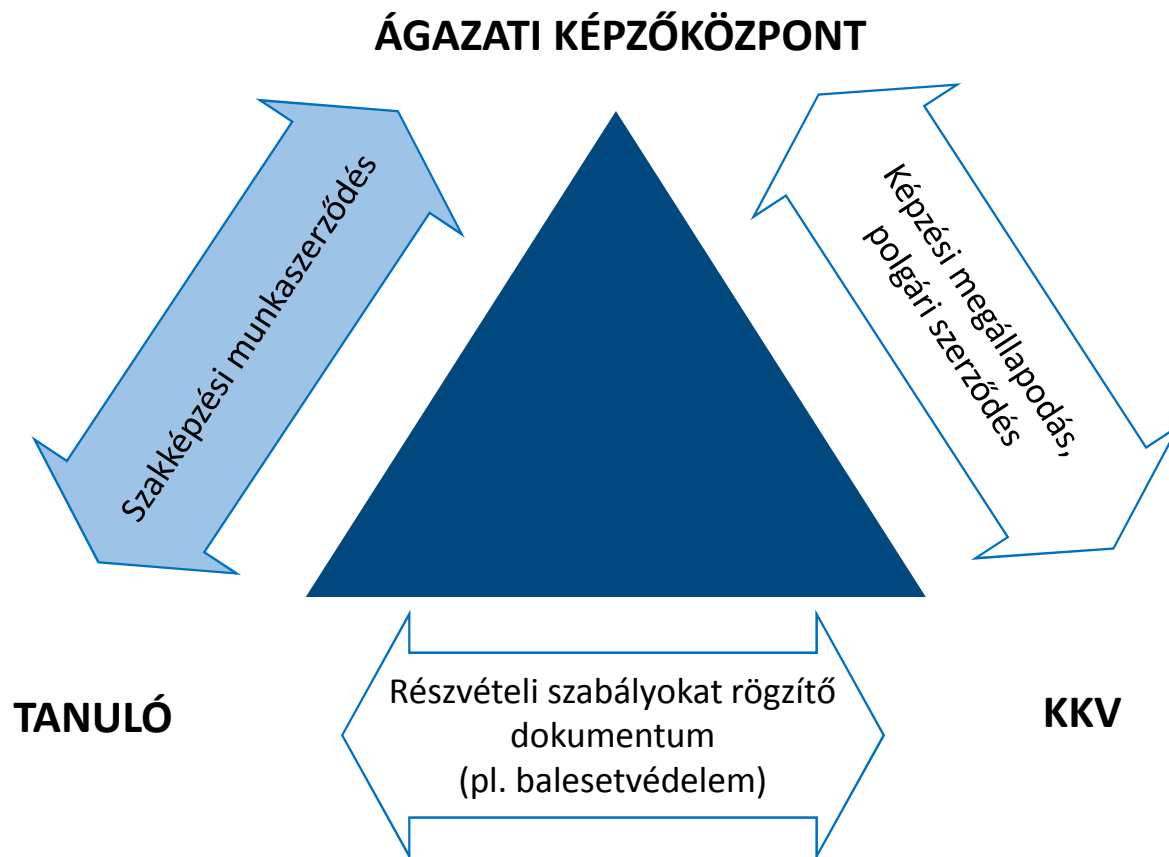 ÁGAZATI KÉPZŐKÖZPONT
Szakképzési munkaszerződés
Képzési megállapodás,
polgári szerződés
TANULÓ
Részvételi szabályokat rögzítő
dokumentum
(pl. balesetvédelem)
KKV